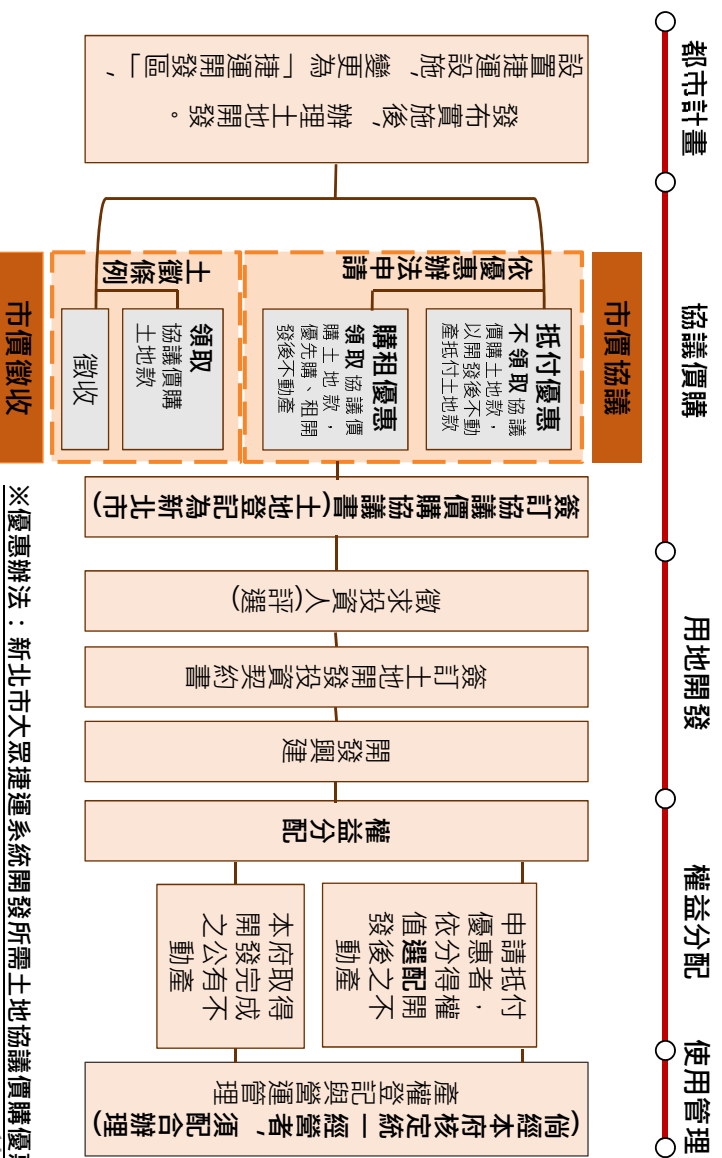 都市計畫
協議價購
用地開發
權益分配
使用管理
設置捷運設施，變更為「捷運開發區」，
發布實施後，辦理土地開發。
市價協議
依優惠辦法申請
抵付優惠
不領取協議
價購土地款，
以開發後不動
產抵付土地款
購租優惠
領取協議價
購土地款，
優先購、租開
發後不動產
土徵條例
領取
協議價購
土地款
徵收
市價徵收
簽訂協議價購協議書(土地登記為新北市)
徵求投資人(評選)
簽訂土地開發投資契約書
開發興建
權益分配
申請抵付
優惠者，
依分得權
值選配開
發後之不
動產
本府取得
開發完成
之公有不
動產
產權登記與營運管理
(倘經本府核定統一經營者，須配合辦理)
※優惠辦法：新北市大眾捷運系統開發所需土地協議價購優